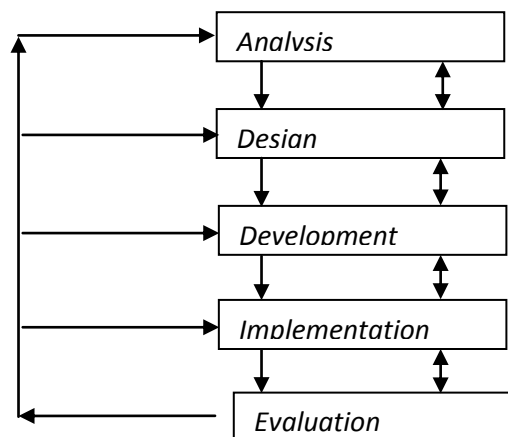 Analysis
Design
Development
Implementation
Evaluation